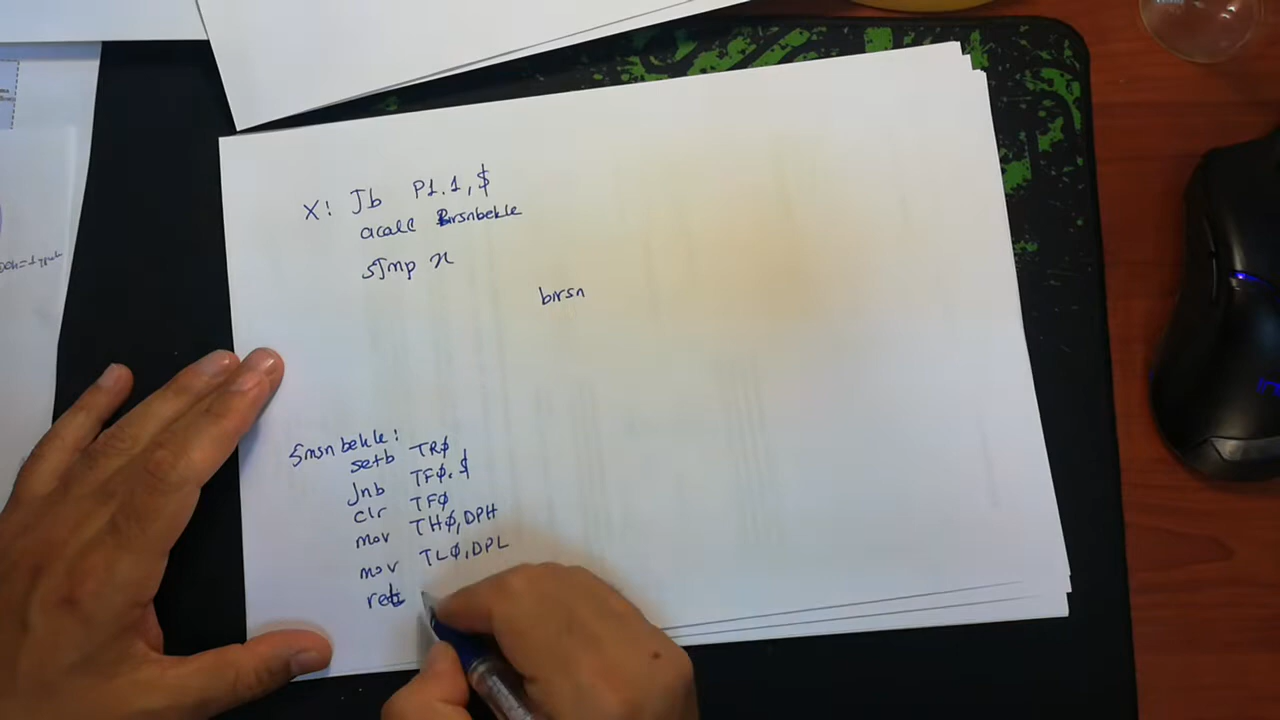 X: Jb P1.1,$
acall birsnbekle
sJmp x
birsn
5msnbekle:
setb TRØ
Jnb TFØ,$
clr TFØ
mov THØ,DPH
mov TLØ,DPL
ret